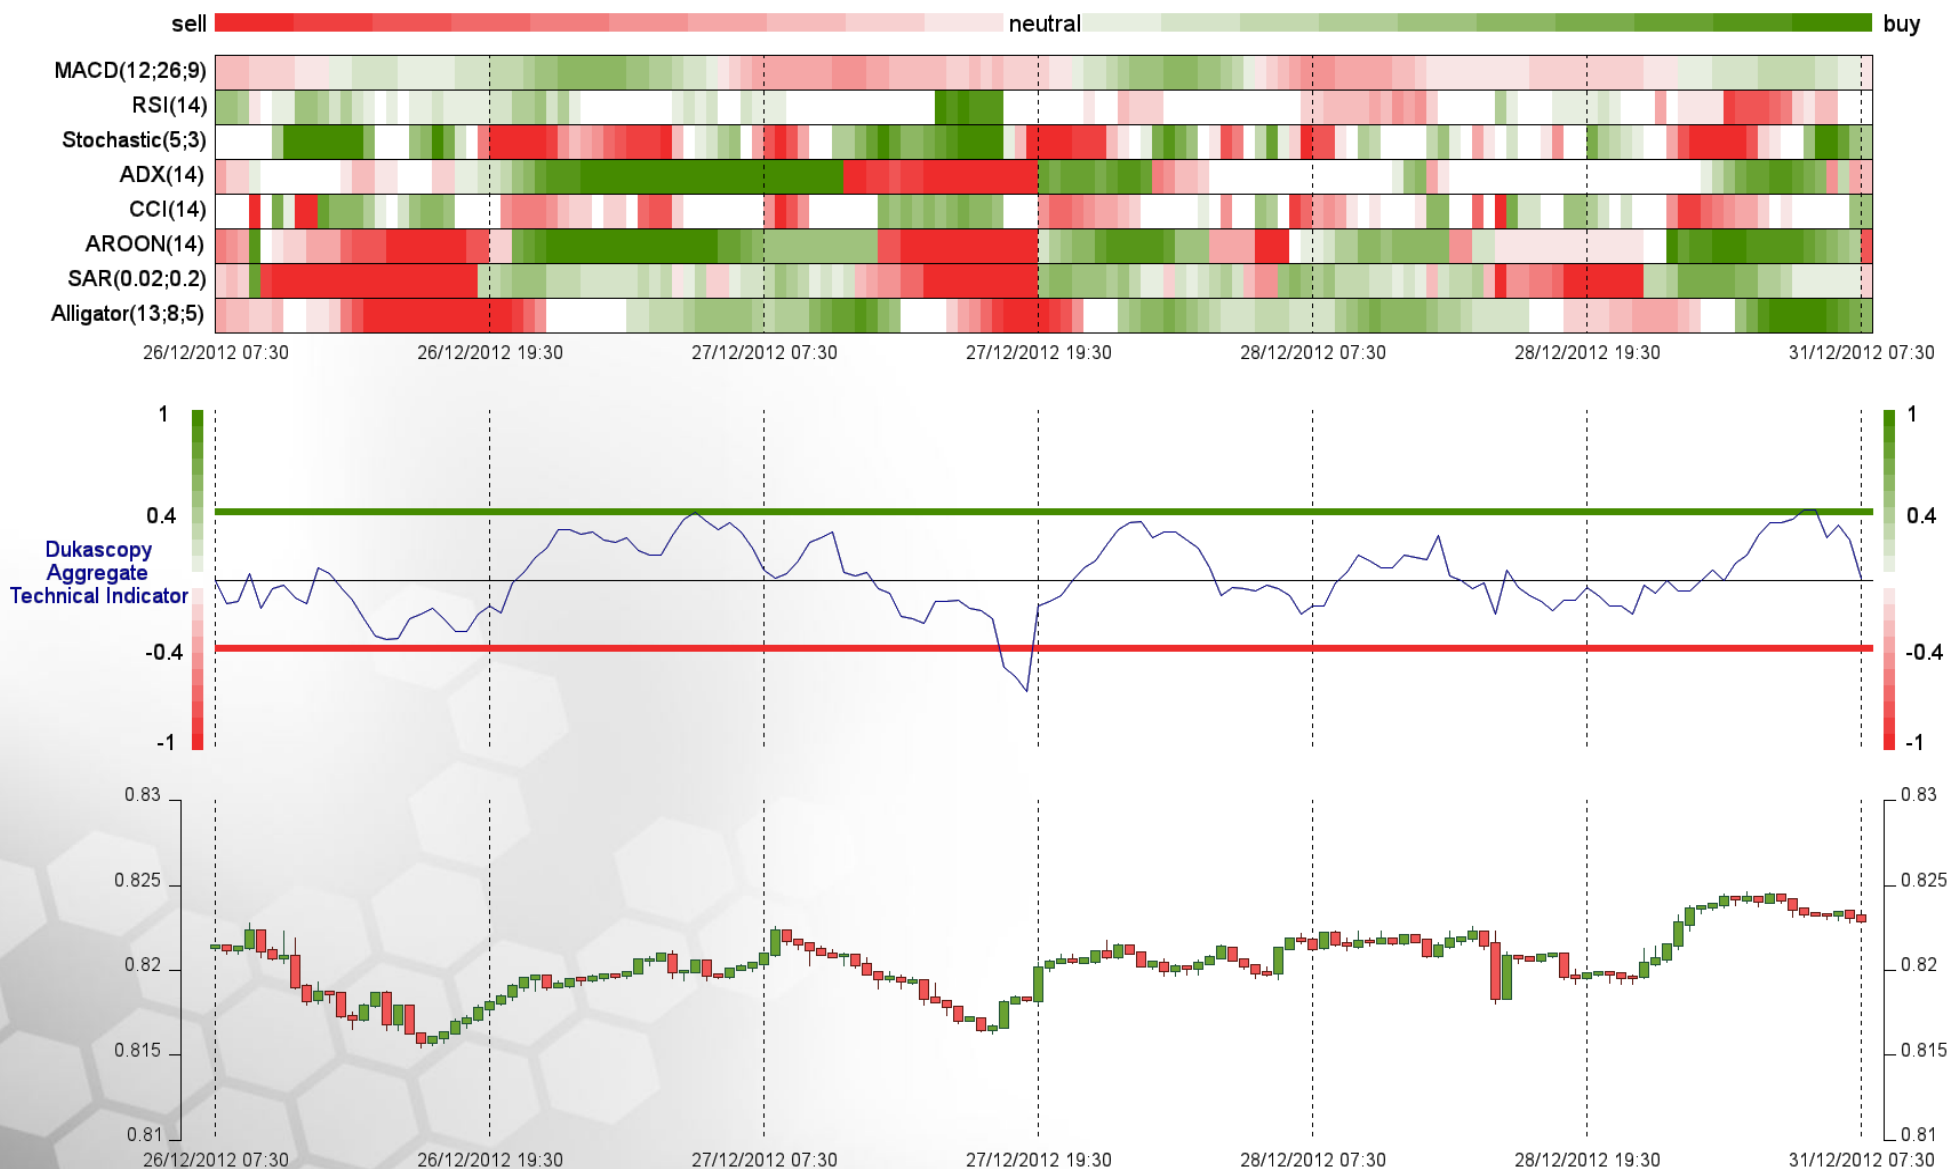 sell neutral buy
MACD(12;26;9)
RSI(14)
Stochastic(5;3)
ADX(14)
CCI(14)
AROON(14)
SAR(0.02;0.2)
Alligator(13;8;5)
26/12/2012 07:30 26/12/2012 19:30 27/12/2012 07:30 27/12/2012 19:30 28/12/2012 07:30 28/12/2012 19:30 31/12/2012 07:30
1 1
0.4 0.4
Dukascopy
Aggregate
Technical Indicator
-0.4 -0.4
-1 -1
0.83 0.83
0.825 0.825
0.82 0.82
0.815 0.815
0.81 0.81
26/12/2012 07:30 26/12/2012 19:30 27/12/2012 07:30 27/12/2012 19:30 28/12/2012 07:30 28/12/2012 19:30 31/12/2012 07:30